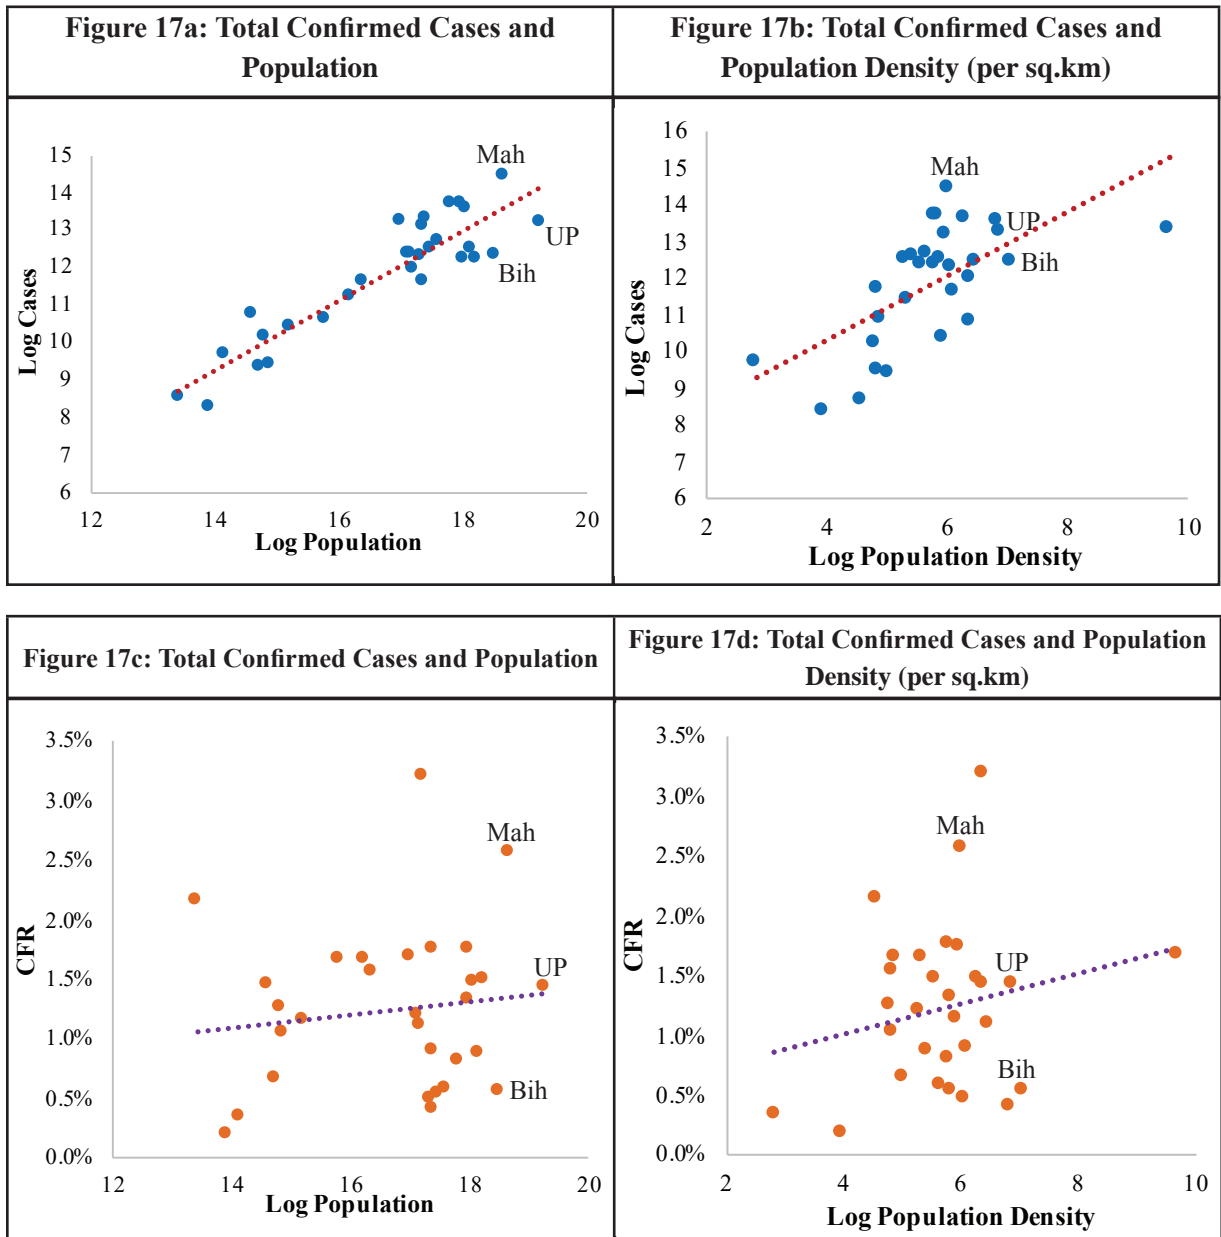 Figure 17a: Total Confirmed Cases and
Population
Figure 17b: Total Confirmed Cases and
Population Density (per sq.km)
15
14
13
12
11
10
9
8
7
6
Log Cases
Mah
UP
Bih
12
14
16
18
20
Log Population
16
15
14
13
12
11
10
9
8
7
6
Log Cases
Mah
UP
Bih
2
4
6
8
10
Log Population Density
Figure 17c: Total Confirmed Cases and Population
Figure 17d: Total Confirmed Cases and Population
Density (per sq.km)
3.5%
3.0%
2.5%
2.0%
1.5%
1.0%
0.5%
0.0%
CFR
Mah
UP
Bih
12
14
16
18
20
Log Population
3.5%
3.0%
2.5%
2.0%
1.5%
1.0%
0.5%
0.0%
CFR
Mah
UP
Bih
2
4
6
8
10
Log Population Density